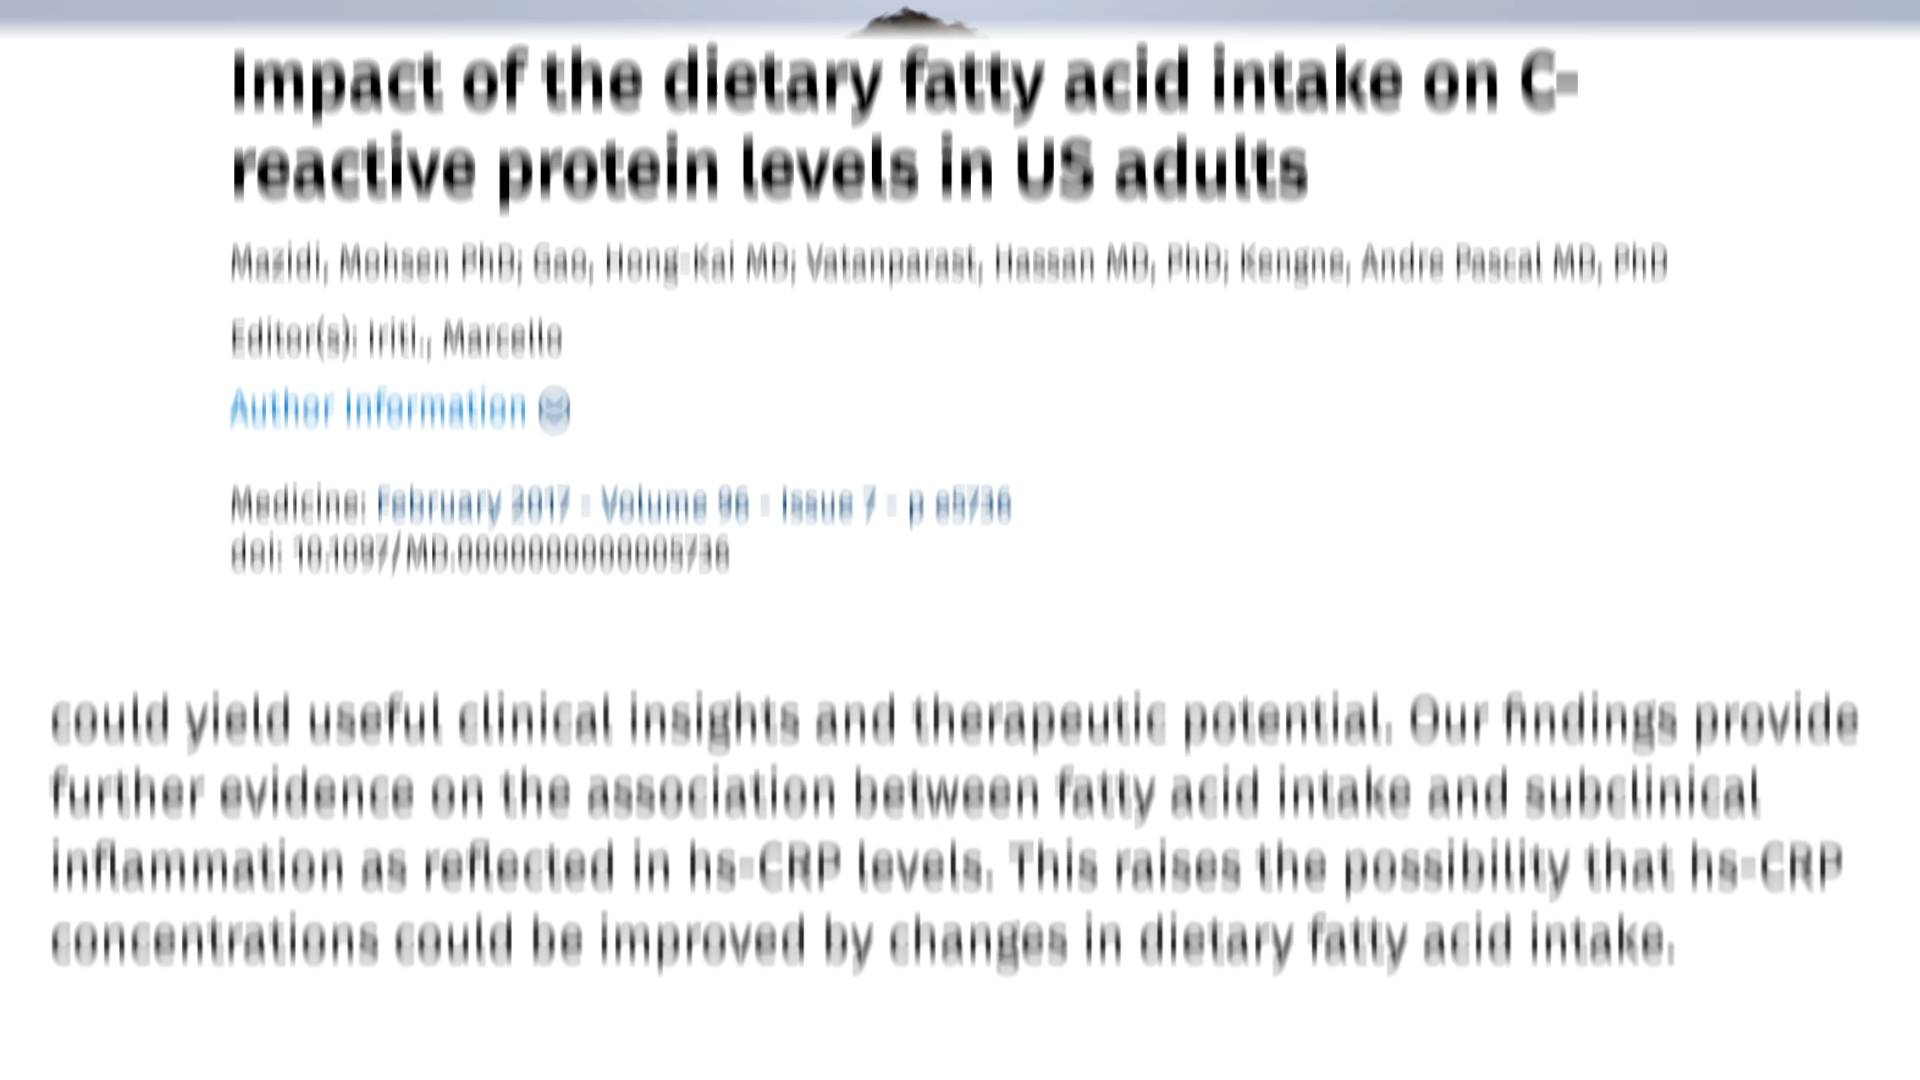 Impact of the dietary fatty acid intake on C-
reactive protein levels in US adults
Mazidi, Mohsen PhD; Gao, Hong-Kai MD; Vatanparast, Hassan MD, PhD; Kengne, Andre Pascal MD, PhD
Editor(s): Iriti., Marcello
Author Information
Medicine: February 2017 - Volume 96 - Issue 7 - p e5736
doi: 10.1097/MD.0000000000005736
could yield useful clinical insights and therapeutic potential. Our findings provide
further evidence on the association between fatty acid intake and subclinical
inflammation as reflected in hs-CRP levels. This raises the possibility that hs-CRP
concentrations could be improved by changes in dietary fatty acid intake.